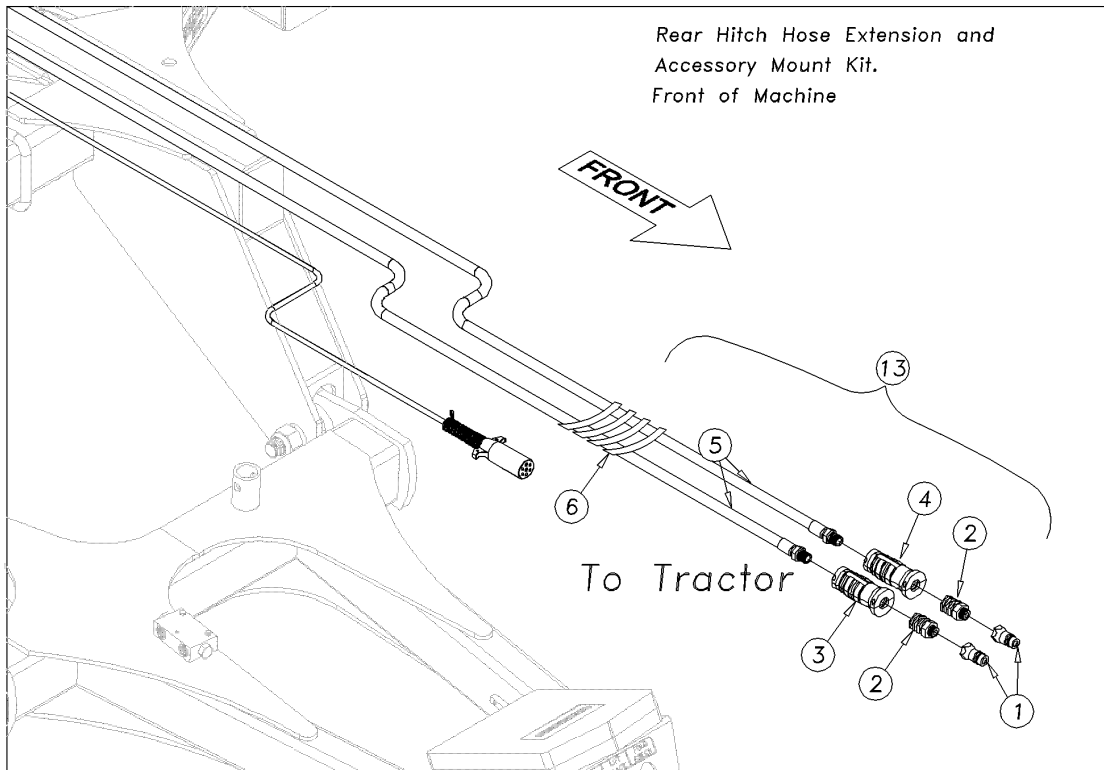 Rear Hitch Hose Extension and
Accessory Mount Kit.
Front of Machine
FRONT
13
5
6
4
2
To Tractor
3
2
1